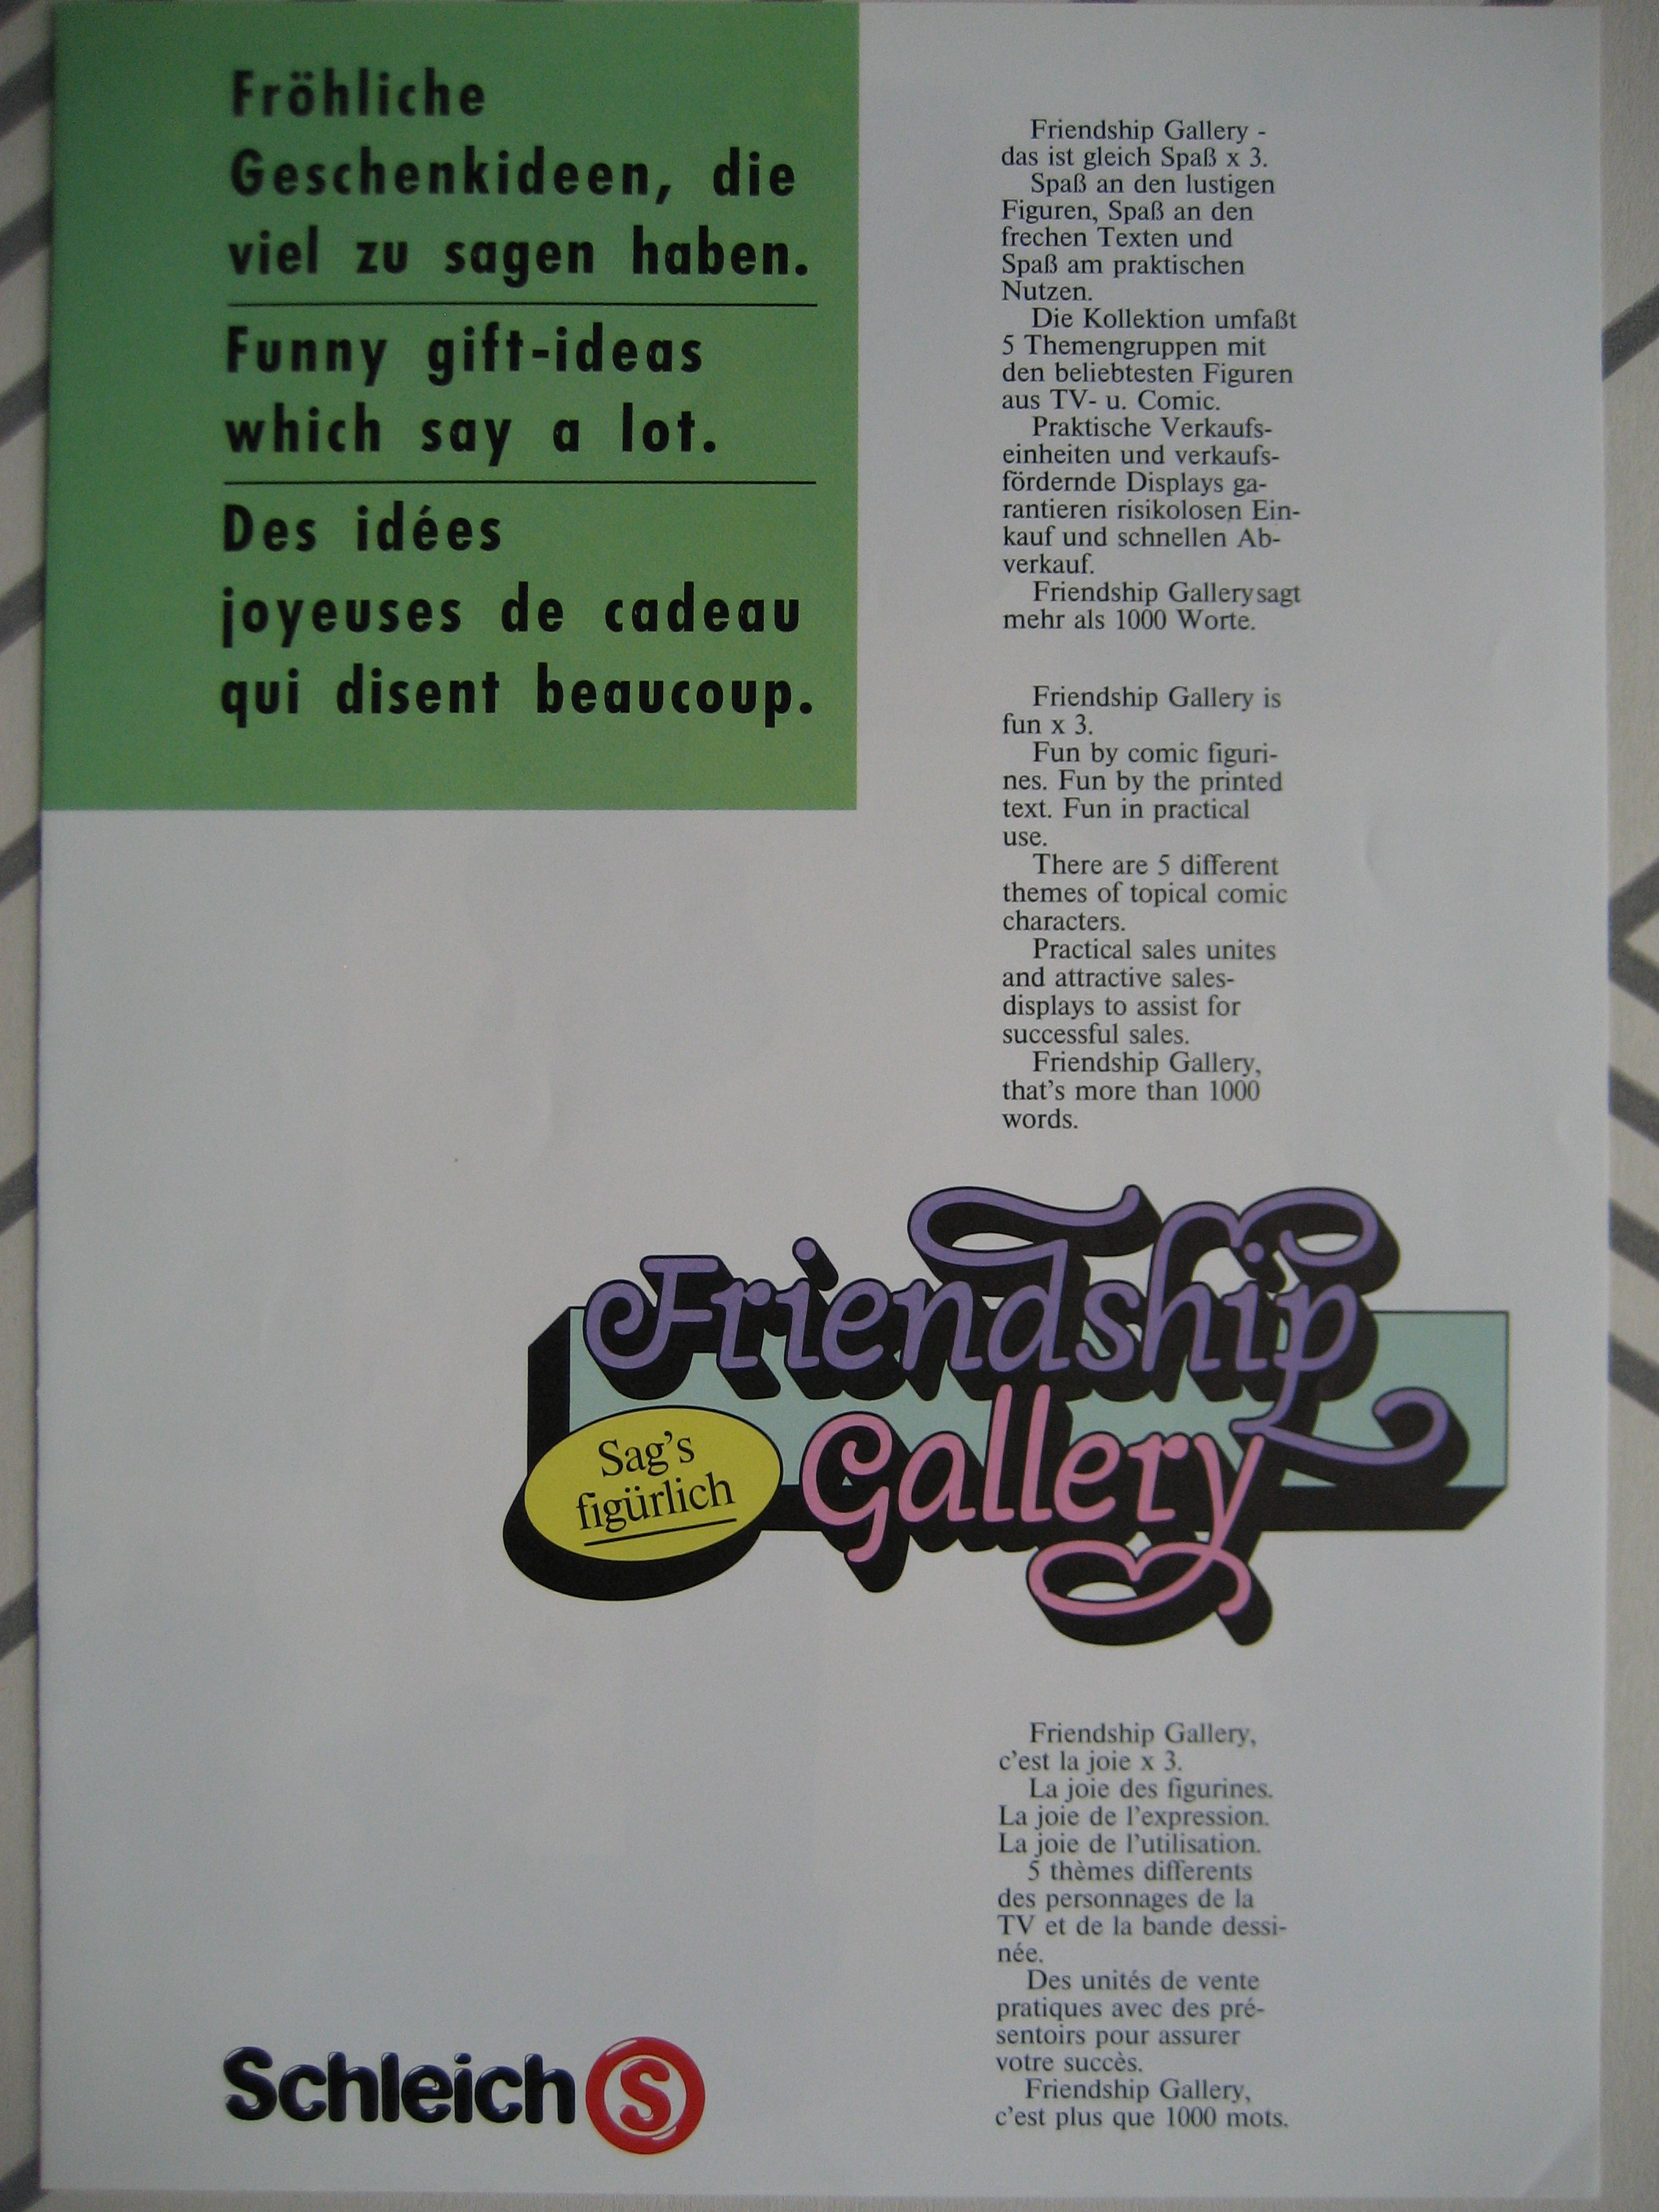 Fröhliche
Geschenkideen, die
viel zu sagen haben.
Funny gift-ideas
which say a lot.
Des idées
joyeuses de cadeau
qui disent beaucoup.
Friendship Gallery -
das ist gleich Spaß x 3.
Spaß an den lustigen
Figuren, Spaß an den
frechen Texten und
Spaß am praktischen
Nutzen.
Die Kollektion umfaßt
5 Themengruppen mit
den beliebtesten Figuren
aus TV- u. Comic.
Praktische Verkaufs-
einheiten und verkaufs-
fördernde Displays ga-
rantieren risikolosen Ein-
kauf und schnellen Ab-
verkauf.
Friendship Gallery sagt
mehr als 1000 Worte.
Friendship Gallery is
fun x 3.
Fun by comic figuri-
nes. Fun by the printed
text. Fun in practical
use.
There are 5 different
themes of topical comic
characters.
Practical sales unites
and attractive sales-
displays to assist for
successful sales.
Friendship Gallery,
that's more than 1000
words.
Friendship
Gallery
Sag's
figürlich
Friendship Gallery,
c'est la joie x 3.
La joie des figurines.
La joie de l'expression.
La joie de l'utilisation.
5 thèmes differents
des personnages de la
TV et de la bande dessi-
née.
Des unités de vente
pratiques avec des pré-
sentoirs pour assurer
votre succès.
Friendship Gallery,
c'est plus que 1000 mots.
Schleich S